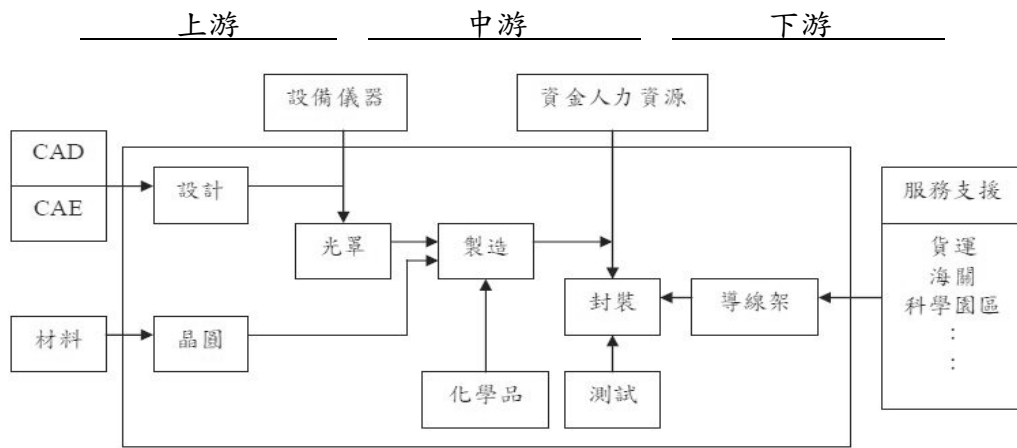 上游 中游 下游
設備儀器
資金人力資源
CAD
CAE
設計
光罩
製造
封裝
導線架
材料
晶圓
化學品
測試
服務支援
貨運
海關
科學園區
：
：